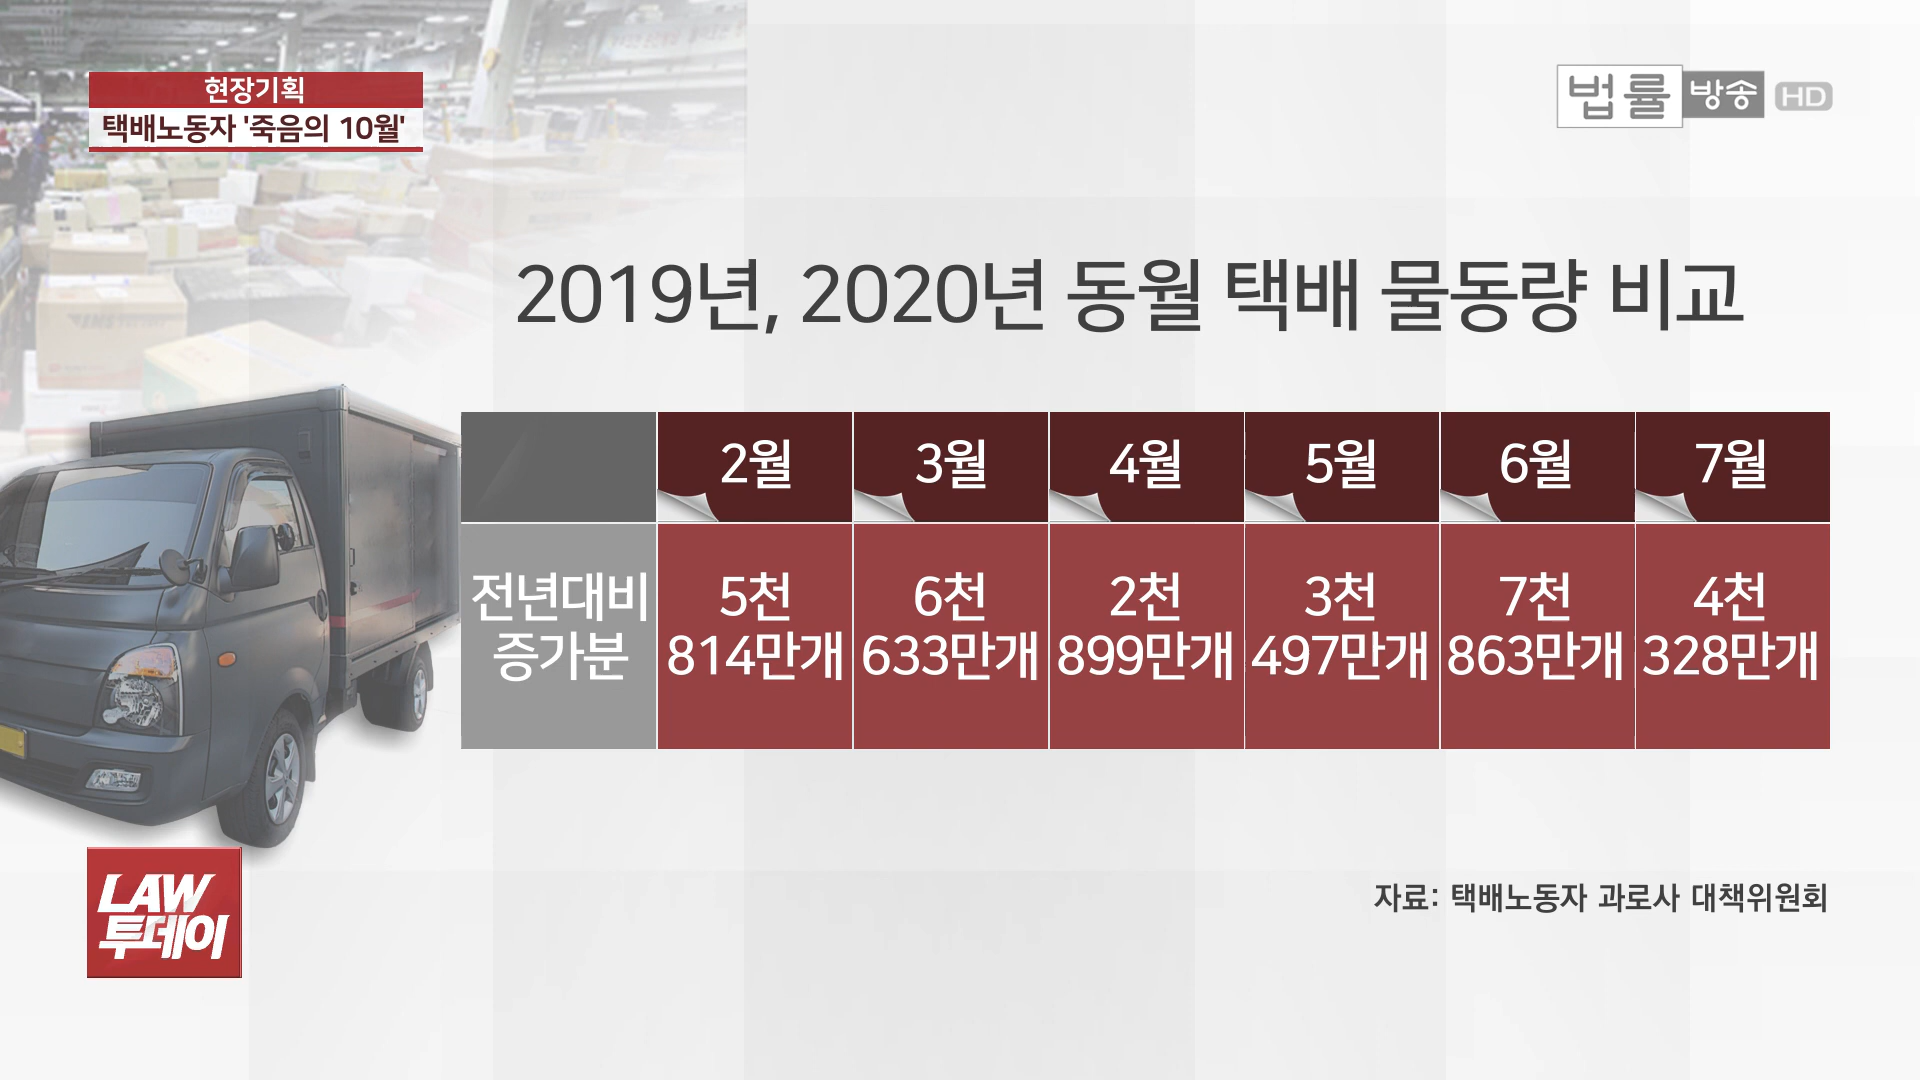 현장기획
택배노동자 '죽음의 10월'
법률방송 HD
2019년, 2020년 동월 택배 물동량 비교
2월 3월 4월 5월 6월 7월
전년대비 5천 6천 2천 3천 7천 4천
증가분 814만개 633만개 899만개 497만개 863만개 328만개
자료: 택배노동자 과로사 대책위원회
LAW
투데이